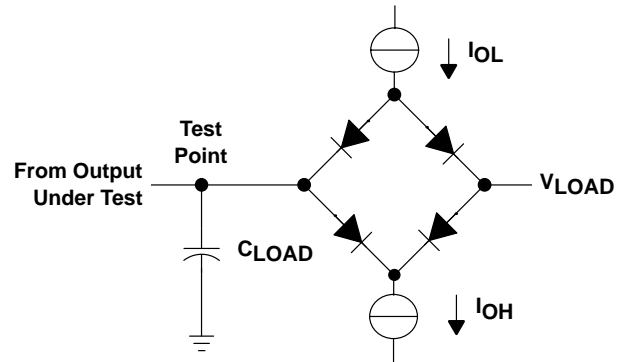 IOL
Test
Point
From Output
Under Test
VLOAD
CLOAD
IOH